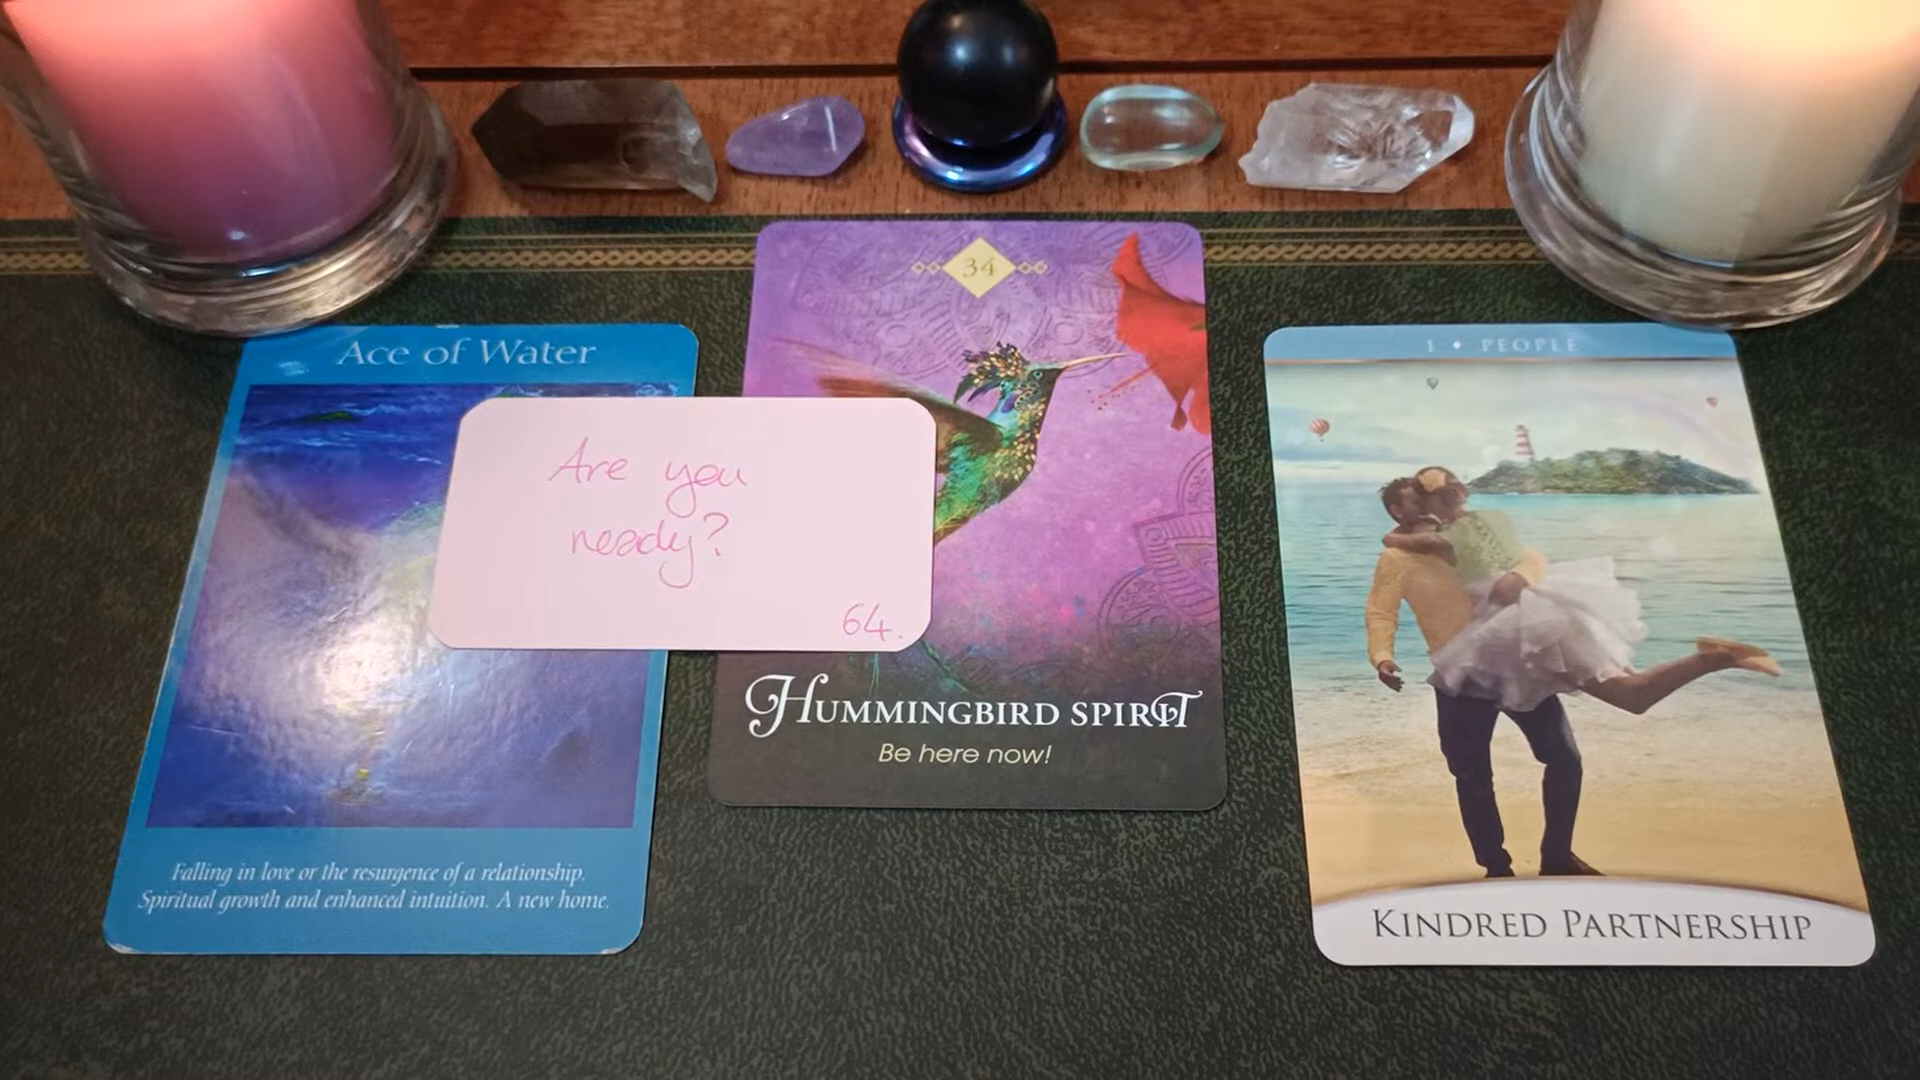 Ace of Water
Falling in love or the resurgence of a relationship.
Spiritual growth and enhanced intuition. A new home.
Are you
ready?
64.
34
HUMMINGBIRD SPIRIT
Be here now!
1 ♦ PEOPLE
KINDRED PARTNERSHIP